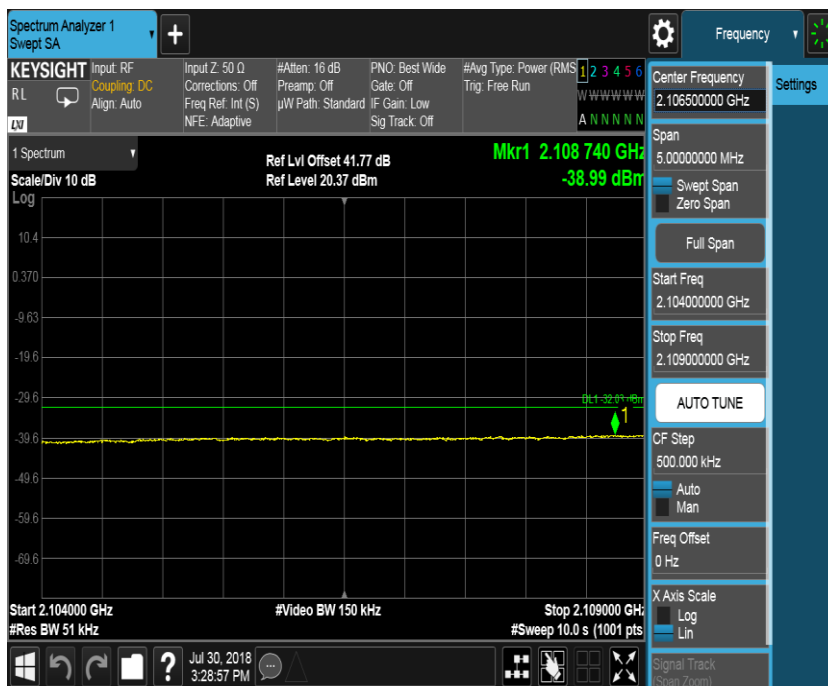 Spectrum Analyzer 1
Swept SA
+
Frequency
KEYSIGHT
RL
LXI
Input: RF
Coupling: DC
Align: Auto
Input Z: 50 Ω
Corrections: Off
Freq Ref: Int (S)
NFE: Adaptive
#Atten: 16 dB
Preamp: Off
µW Path: Standard
PNO: Best Wide
Gate: Off
IF Gain: Low
Sig Track: Off
#Avg Type: Power (RMS
Trig: Free Run
1 2 3 4 5 6
W W W W W W
A N N N N N
1 Spectrum
Scale/Div 10 dB
Log
Ref Lvl Offset 41.77 dB
Ref Level 20.37 dBm
Mkr1 2.108 740 GHz
-38.99 dBm
10.4
0.370
-9.63
-19.6
-29.6
-39.6
-49.6
-59.6
-69.6
1
Start 2.104000 GHz
#Res BW 51 kHz
#Video BW 150 kHz
Stop 2.109000 GHz
#Sweep 10.0 s (1001 pts
?
Jul 30, 2018
3:28:57 PM
Center Frequency
2.106500000 GHz
Span
5.00000000 MHz
Swept Span
Zero Span
Full Span
Start Freq
2.104000000 GHz
Stop Freq
2.109000000 GHz
AUTO TUNE
CF Step
500.000 kHz
Auto
Man
Freq Offset
0 Hz
X Axis Scale
Log
Lin
Signal Track
(Span Zoom)
Settings